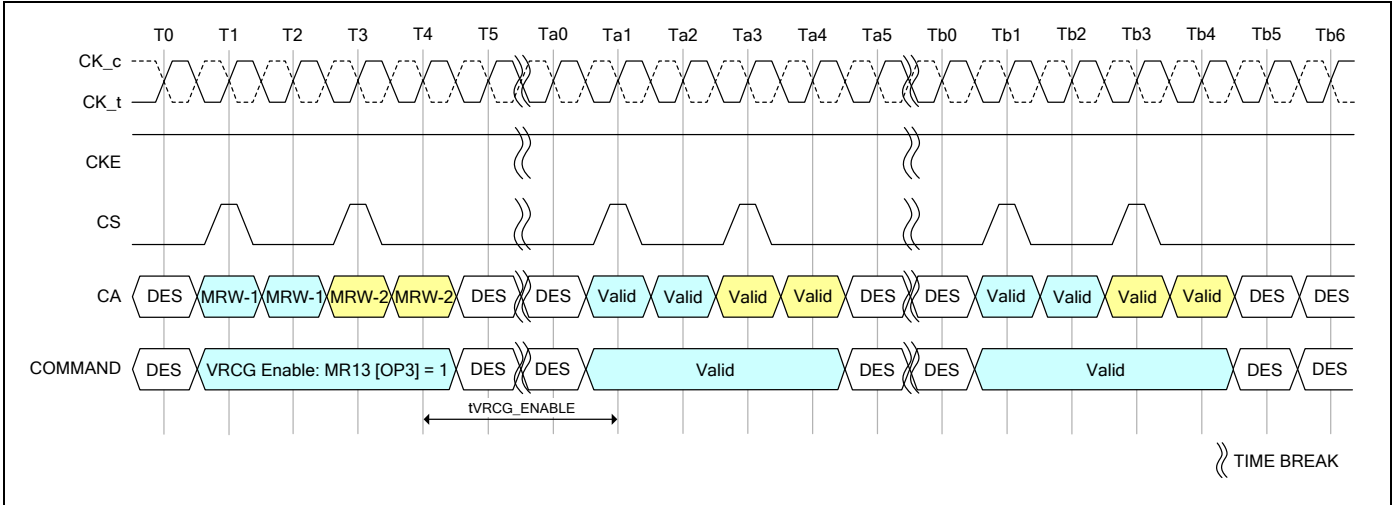 T0 T1 T2 T3 T4 T5 Ta0 Ta1 Ta2 Ta3 Ta4 Ta5 Tb0 Tb1 Tb2 Tb3 Tb4 Tb5 Tb6
CK_c
CK_t
CKE
CS
CA DES MRW-1 MRW-1 MRW-2 MRW-2 DES DES Valid Valid Valid Valid DES DES Valid Valid Valid Valid DES DES
COMMAND DES VRCG Enable: MR13 [OP3] = 1 DES DES Valid DES DES Valid DES DES
tVRCG_ENABLE
TIME BREAK